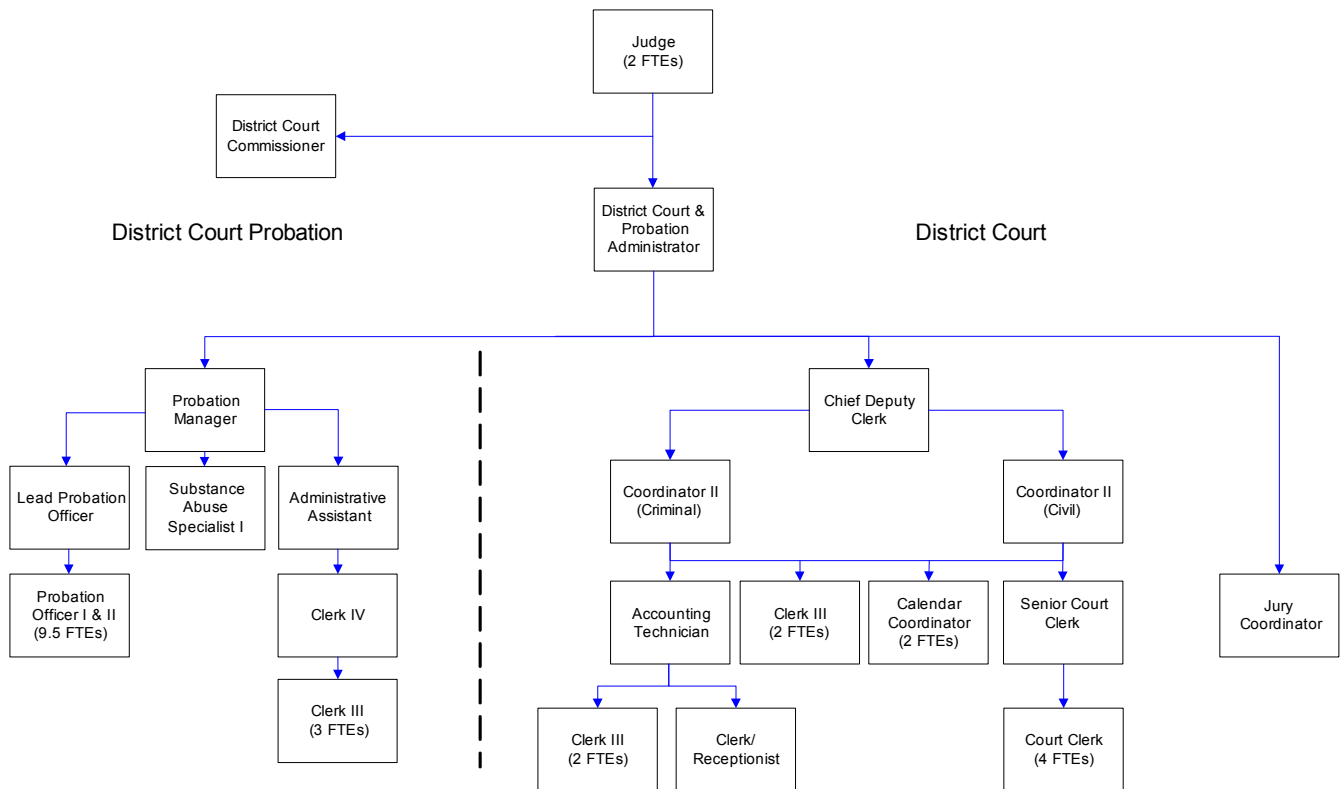 Judge
(2 FTEs)
District Court
Commissioner
District Court &
Probation
Administrator
District Court Probation
District Court
Probation
Manager
Chief Deputy
Clerk
Lead Probation
Officer
Substance
Abuse
Specialist I
Administrative
Assistant
Coordinator II
(Criminal)
Coordinator II
(Civil)
Probation
Officer I & II
(9.5 FTEs)
Clerk IV
Accounting
Technician
Clerk III
(2 FTEs)
Calendar
Coordinator
(2 FTEs)
Senior Court
Clerk
Jury
Coordinator
Clerk III
(3 FTEs)
Clerk III
(2 FTEs)
Clerk/
Receptionist
Court Clerk
(4 FTEs)